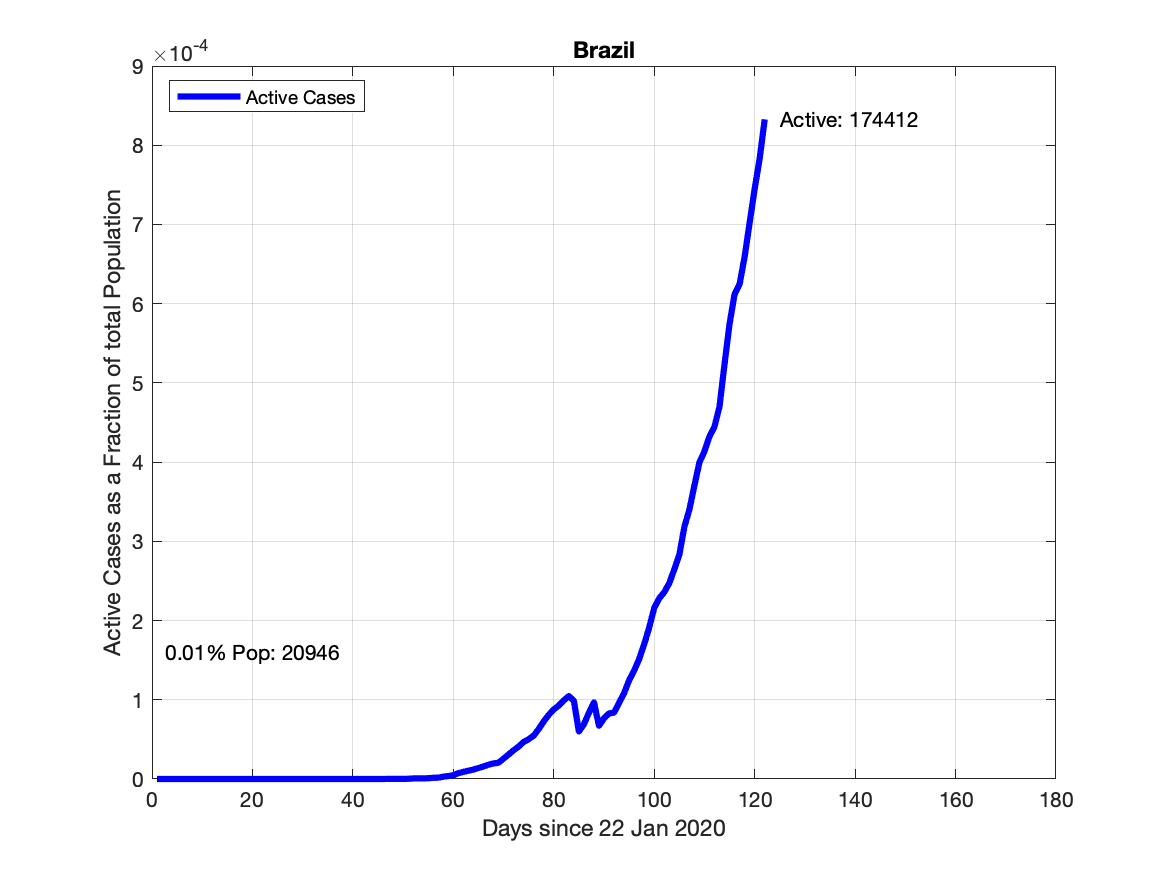 Brazil
×10-4
Active Cases
Active: 174412
0.01% Pop: 20946
9
8
7
6
5
4
3
2
1
0
0 20 40 60 80 100 120 140 160 180
Days since 22 Jan 2020
Active Cases as a Fraction of total Population